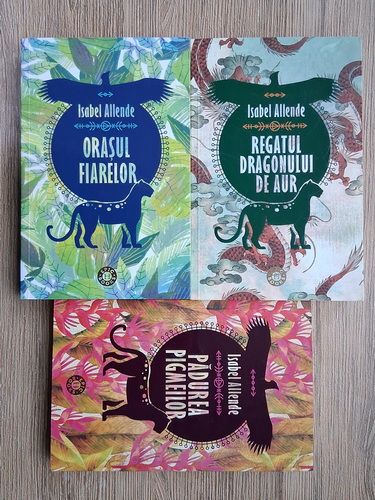 Isabel Allende
ORAȘUL
FIARELOR
Isabel Allende
REGATUL
DRAGONULUI
DE AUR
Isabel Allende
PĂDUREA
PIGMEILOR